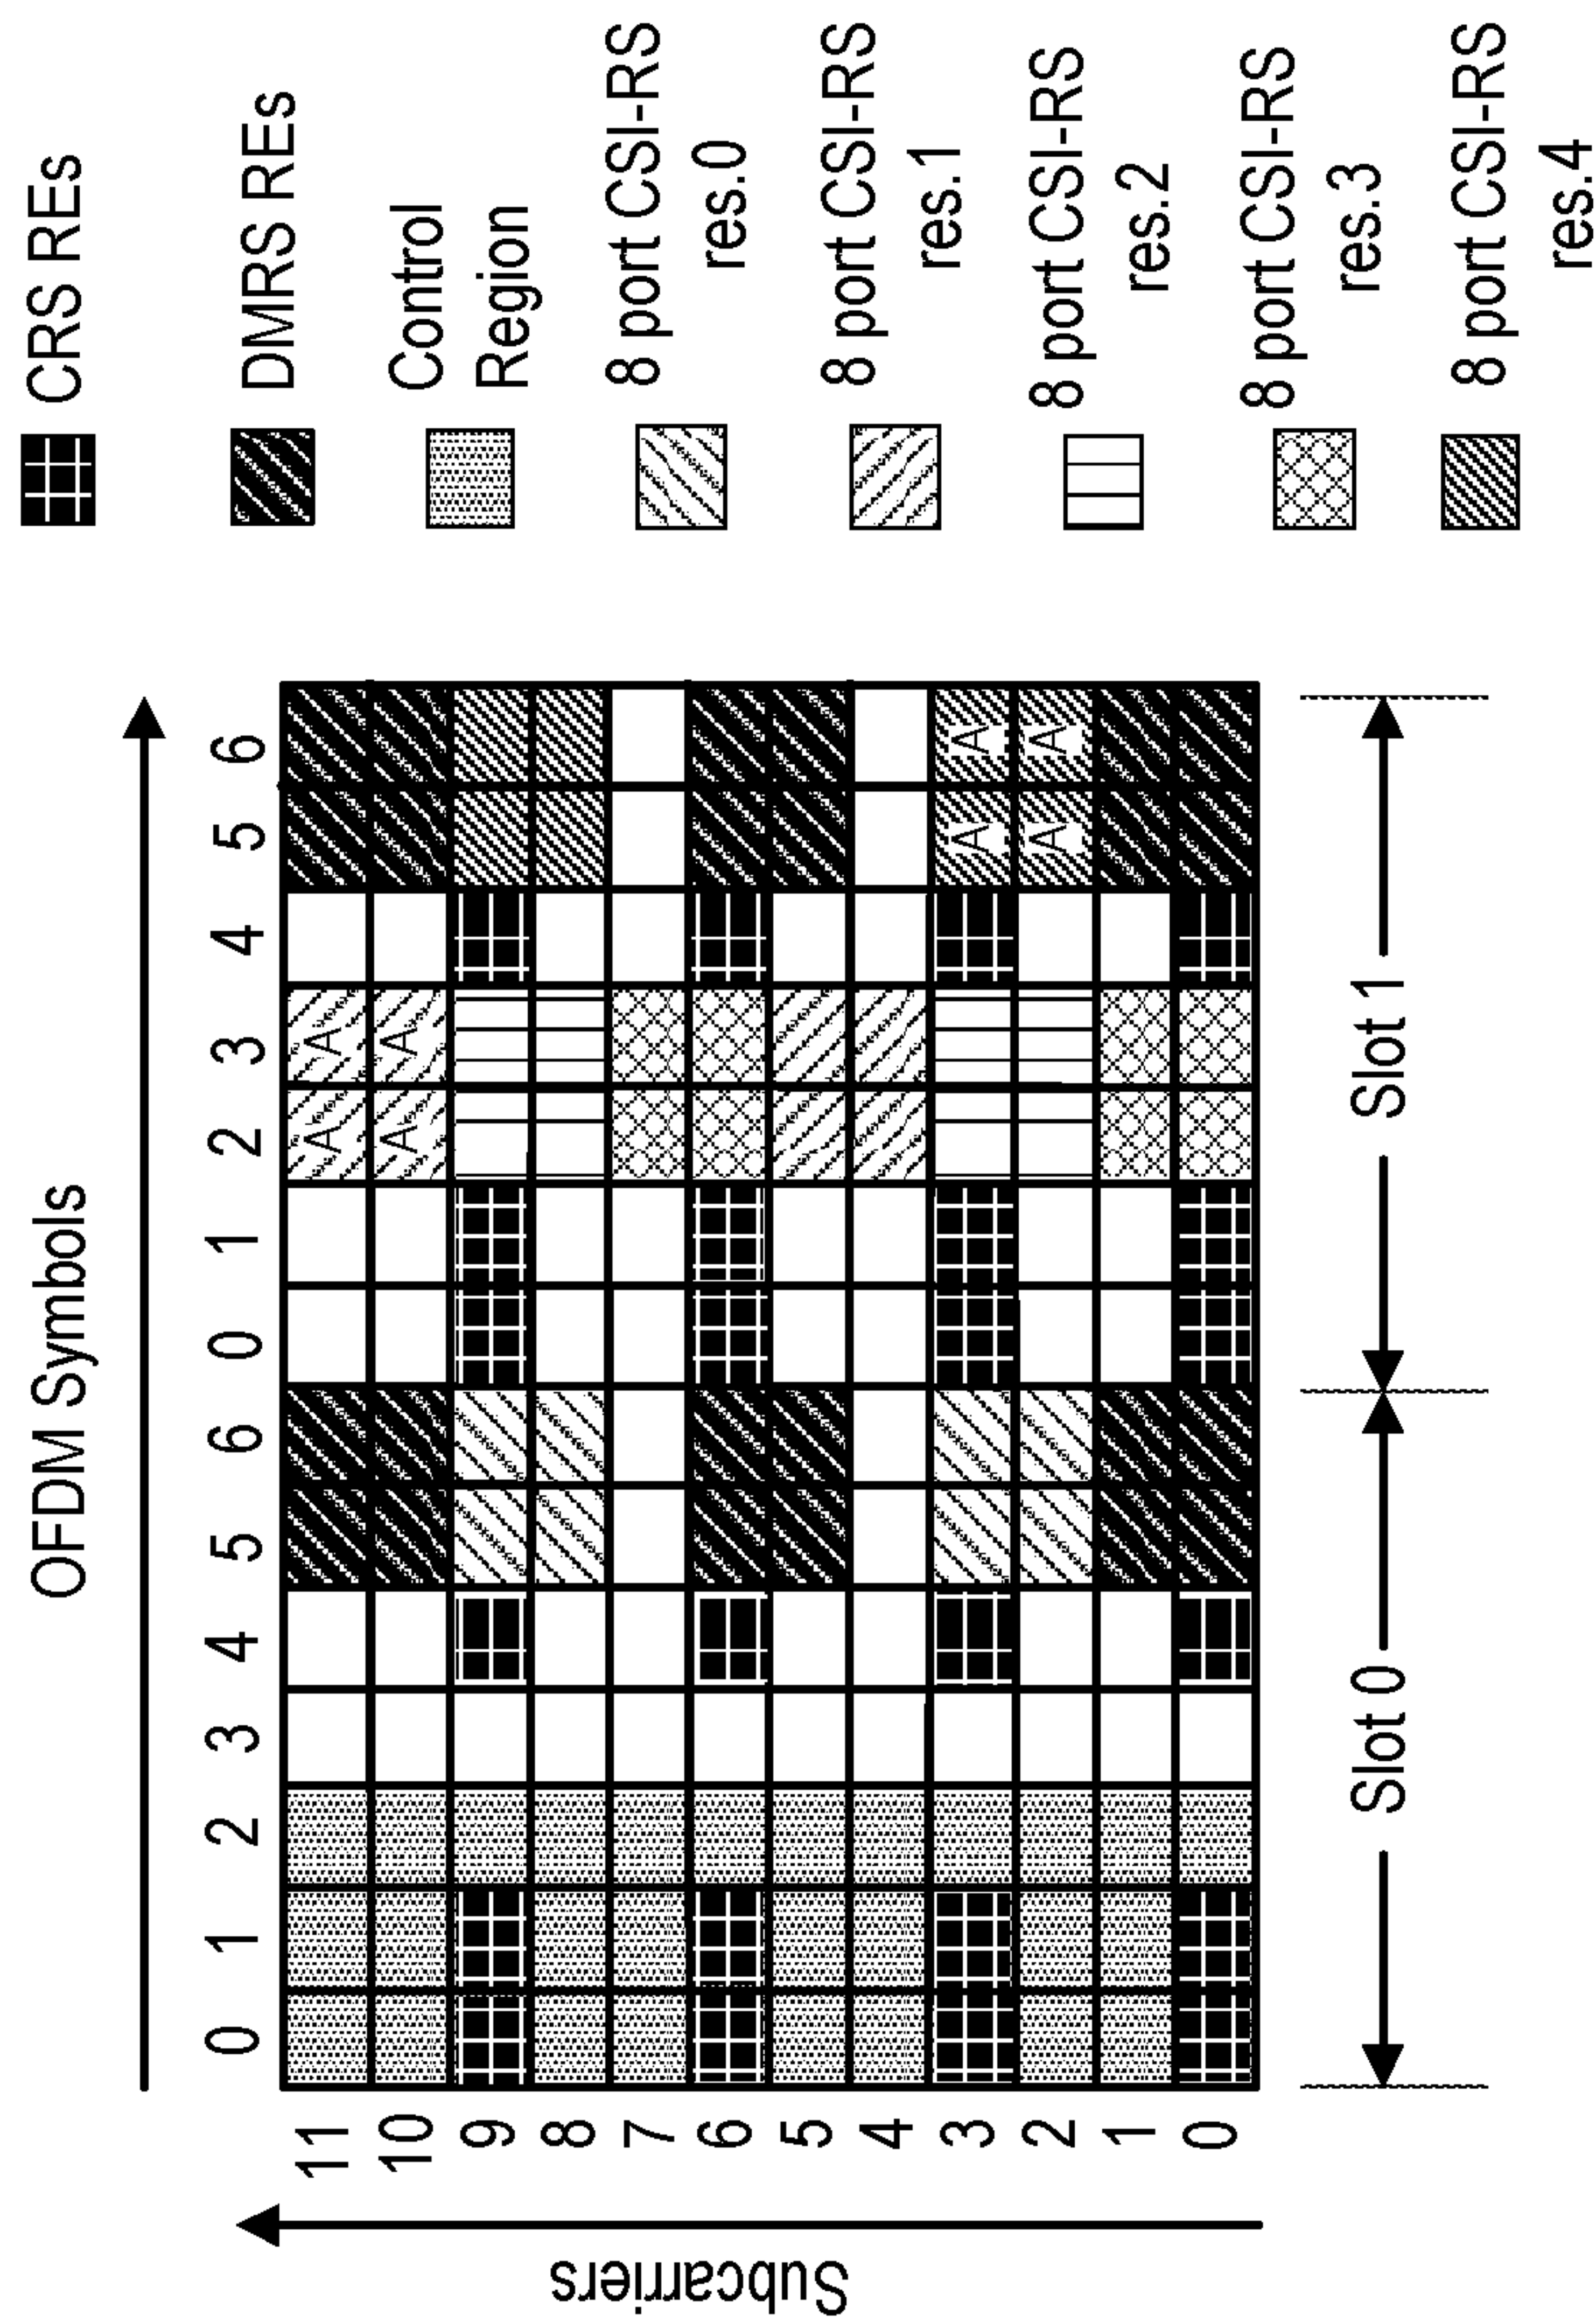 OFDM Symbols
0 1 2 3 4 5 6 0 1 2 3 4 5 6
Subcarriers
11 A A
10 A A
9
8
7
6
5
4
3 A A
2 A A
1
0
Slot 0
Slot 1
CRS REs
DMRS REs
Control
Region
8 port CSI-RS
res.0
8 port CSI-RS
res.1
8 port CSI-RS
res.2
8 port CSI-RS
res.3
8 port CSI-RS
res.4